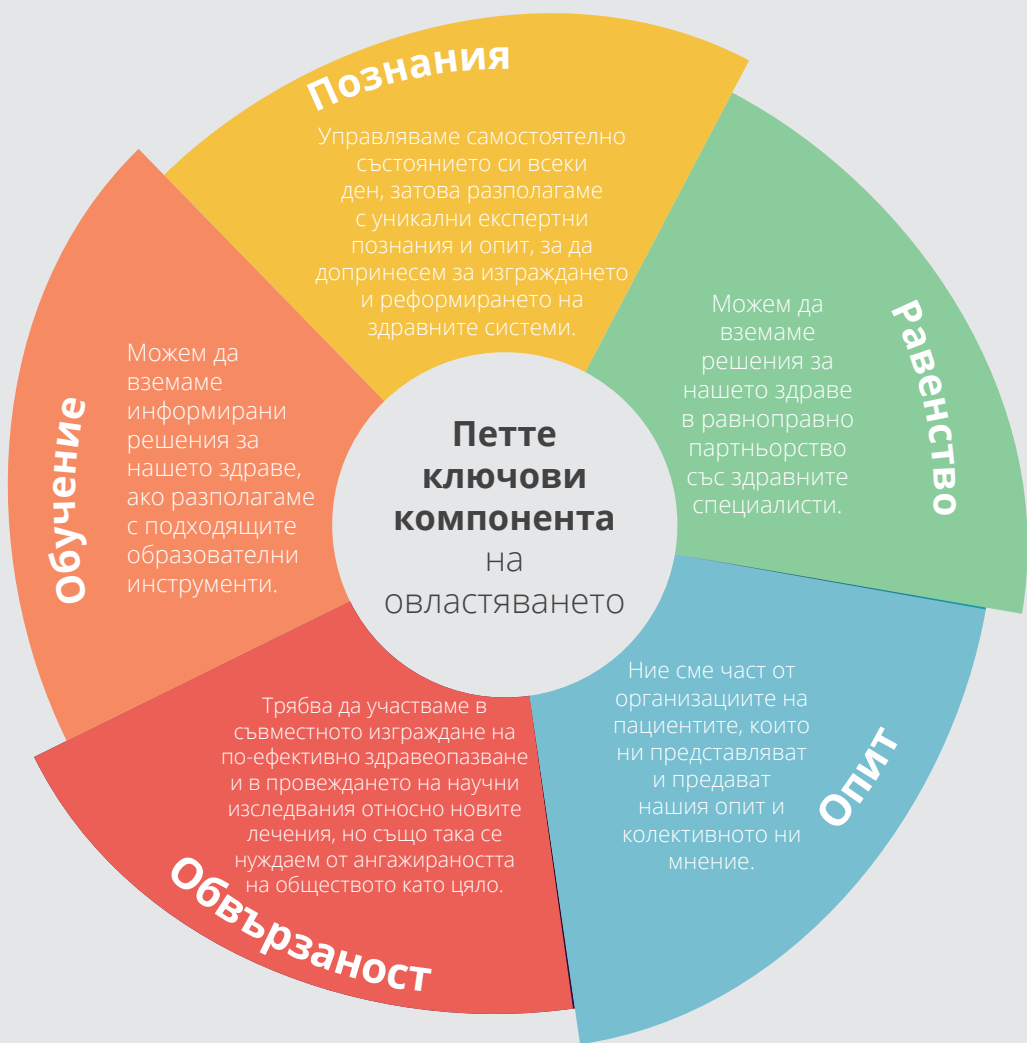 Петте
ключови
компонента
на
овластяването
Познания
Управляваме самостоятелно
състоянието си всеки
ден, затова разполагаме
с уникални експертни
познания и опит, за да
допринесем за изграждането
и реформирането на
здравните системи.
Равенство
Можем да
вземаме
решения за
нашето здраве
в равноправно
партньорство
със здравните
специалисти.
Опит
Ние сме част от
организациите на
пациентите, които
ни представляват
и предават
нашия опит и
колективното ни
мнение.
Обвързаност
Трябва да участваме в
съвместното изграждане на
по-ефективно здравеопазване
и в провеждането на научни
изследвания относно новите
лечения, но също така се
нуждаем от ангажираността
на обществото като цяло.
Обучение
Можем да
вземаме
информирани
решения за
нашето здраве,
ако разполагаме
с подходящите
образователни
инструменти.